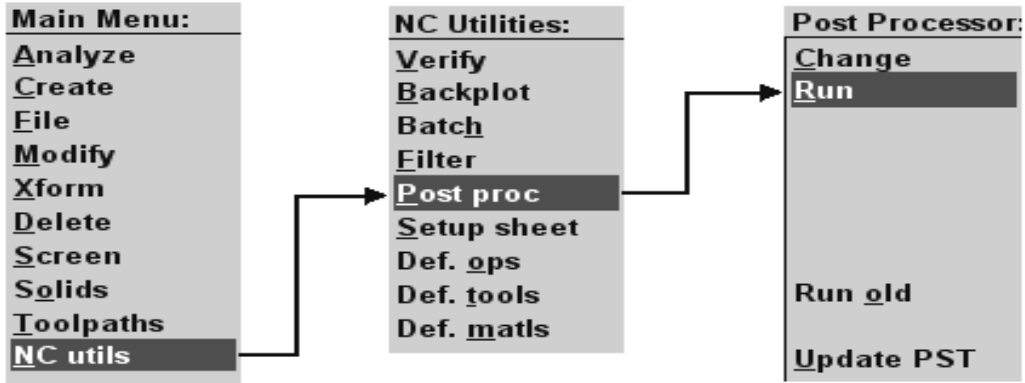 Main Menu:
Analyze
Create
File
Modify
Xform
Delete
Screen
Solids
Toolpaths
NC utils
NC Utilities:
Verify
Backplot
Batch
Filter
Post proc
Setup sheet
Def. ops
Def. tools
Def. matls
Post Processor:
Change
Run
Run old
Update PST